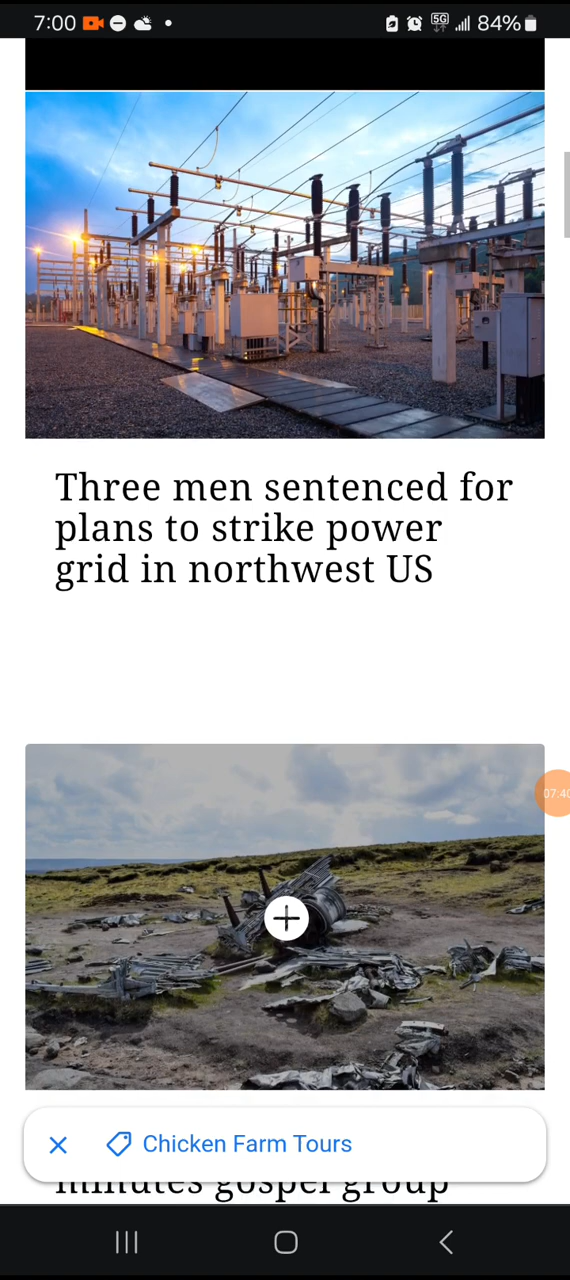 7:00
5G
84%
Three men sentenced for
plans to strike power
grid in northwest US
07:40
Chicken Farm Tours
minutes gospel group